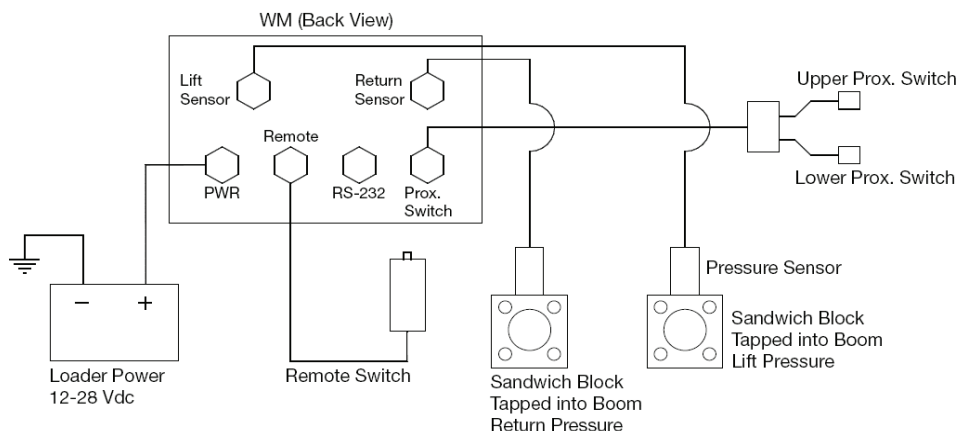 WM (Back View)
Lift
Sensor
Return
Sensor
Upper Prox. Switch
Remote
PWR
RS-232
Prox.
Switch
Lower Prox. Switch
− +
Pressure Sensor
Loader Power
12-28 Vdc
Remote Switch
Sandwich Block
Tapped into Boom
Return Pressure
Sandwich Block
Tapped into Boom
Lift Pressure